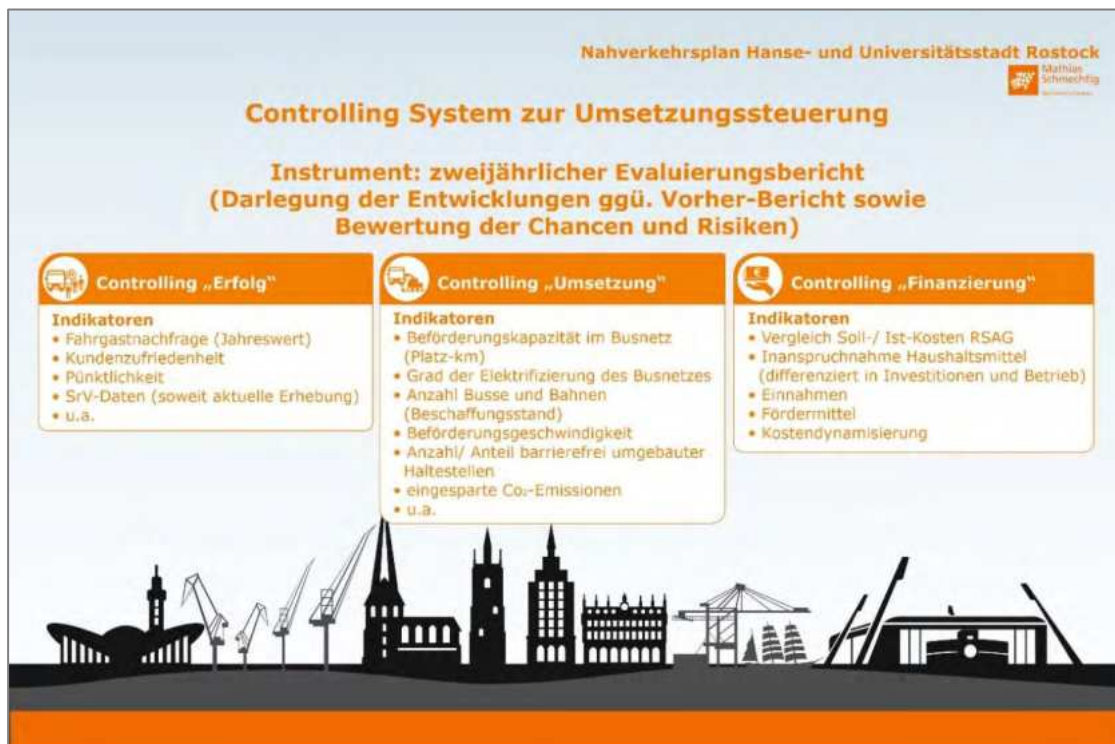 Nahverkehrsplan Hanse- und Universitätsstadt Rostock
Mathias
Schmechtig
Controlling System zur Umsetzungssteuerung
Instrument: zweijährlicher Evaluierungsbericht
(Darlegung der Entwicklungen ggü. Vorher-Bericht sowie
Bewertung der Chancen und Risiken)
Controlling „Erfolg“
Indikatoren
• Fahrgastnachfrage (Jahreswert)
• Kundenzufriedenheit
• Pünktlichkeit
• SrV-Daten (soweit aktuelle Erhebung)
• u.a.
Controlling „Umsetzung“
Indikatoren
• Beförderungskapazität im Busnetz
(Platz-km)
• Grad der Elektrifizierung des Busnetzes
• Anzahl Busse und Bahnen
(Beschaffungsstand)
• Beförderungsgeschwindigkeit
• Anzahl/ Anteil barrierefrei umgebauter
Haltestellen
• eingesparte Co₂-Emissionen
• u.a.
Controlling „Finanzierung“
Indikatoren
• Vergleich Soll-/ Ist-Kosten RSAG
• Inanspruchnahme Haushaltsmittel
(differenziert in Investitionen und Betrieb)
• Einnahmen
• Fördermittel
• Kostendynamisierung